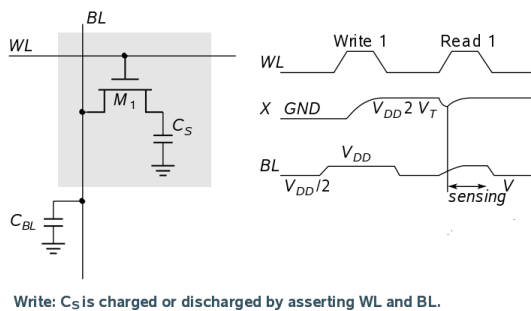 BL
WL
M1
CS
CBL
Write 1 Read 1
WL
X GND VDD 2 VT
BL VDD
VDD/2 V
sensing
Write: CS is charged or discharged by asserting WL and BL.